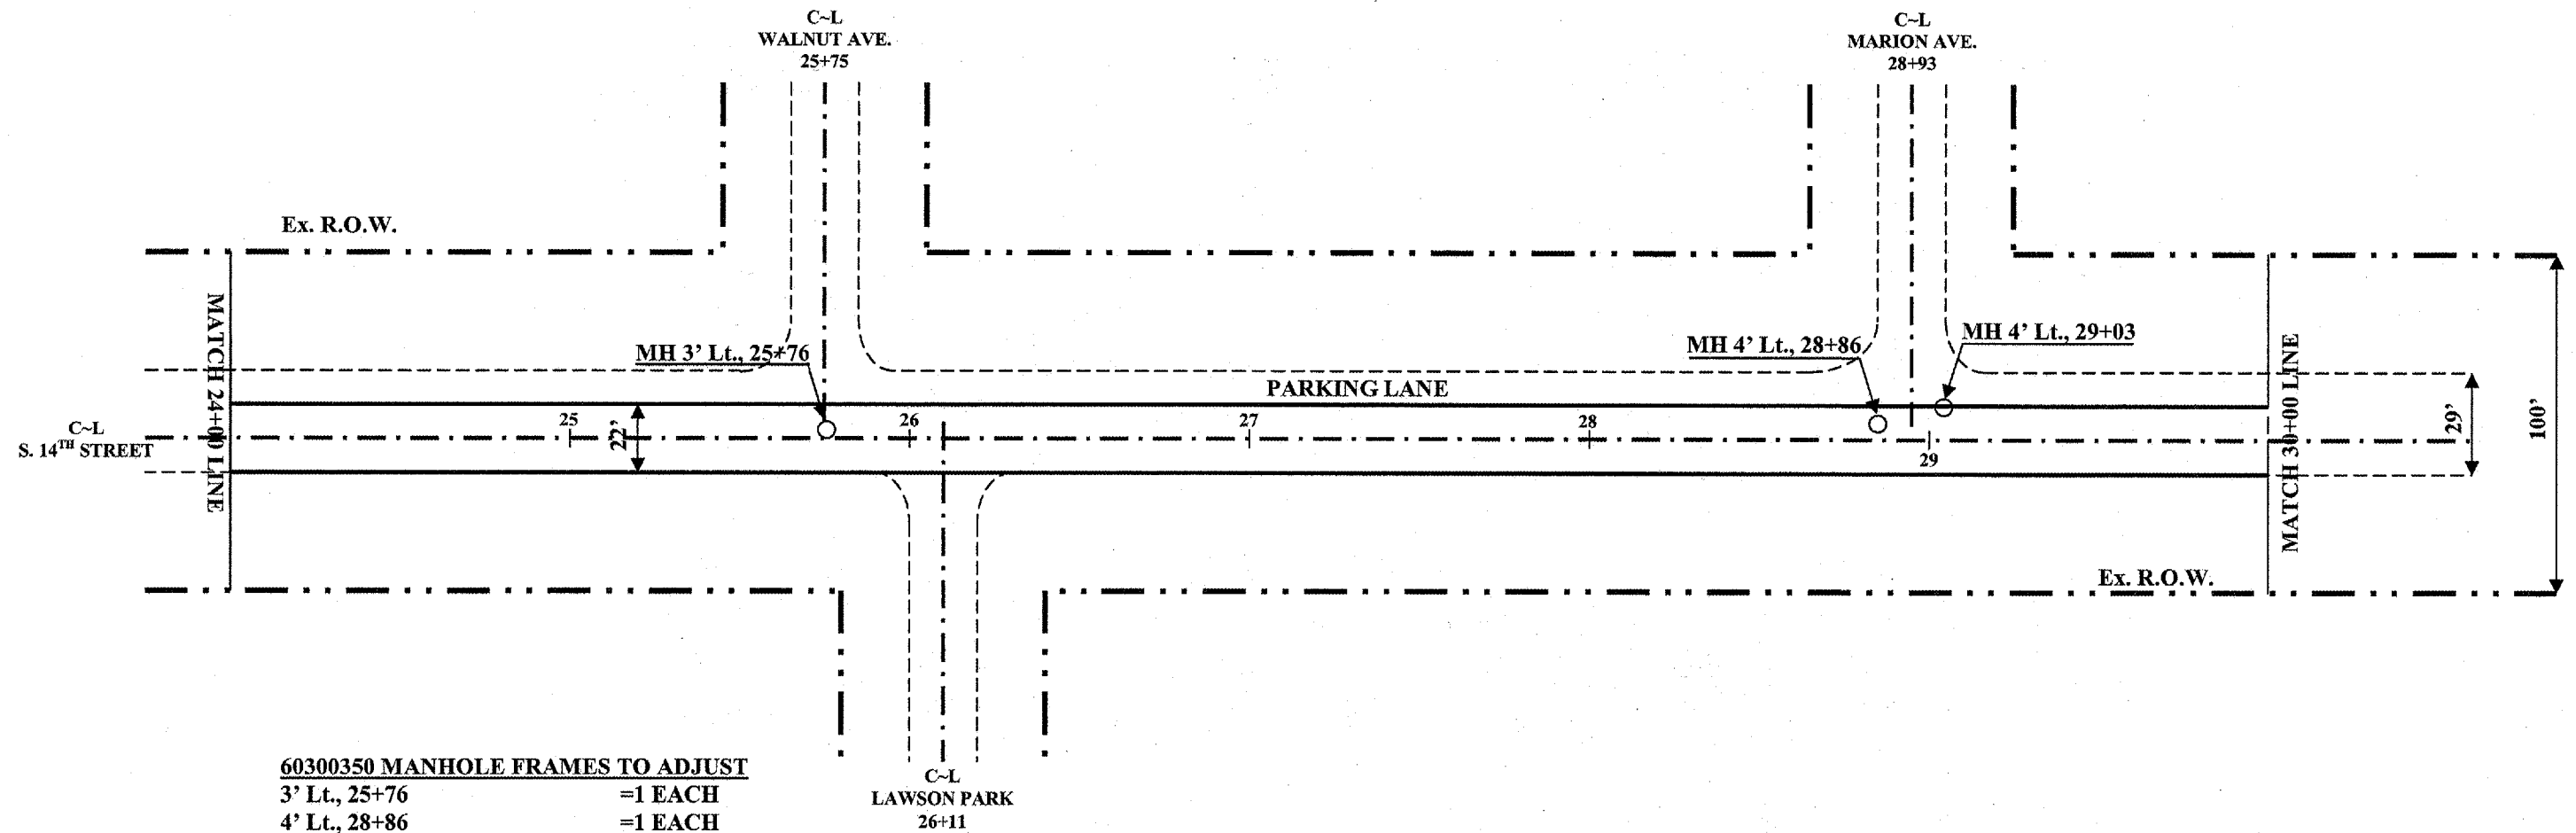 C~L
WALNUT AVE.
25+75
C~L
MARION AVE.
28+93
Ex. R.O.W.
MATCH 24+00 LINE
MH 3’ Lt., 25+76
MH 4’ Lt., 28+86
MH 4’ Lt., 29+03
PARKING LANE
MATCH 30+00 LINE
C~L
S. 14TH STREET
25
22’
26
27
28
29
29’
100’
Ex. R.O.W.
C~L
LAWSON PARK
26+11
60300350 MANHOLE FRAMES TO ADJUST
3’ Lt., 25+76 =1 EACH
4’ Lt., 28+86 =1 EACH